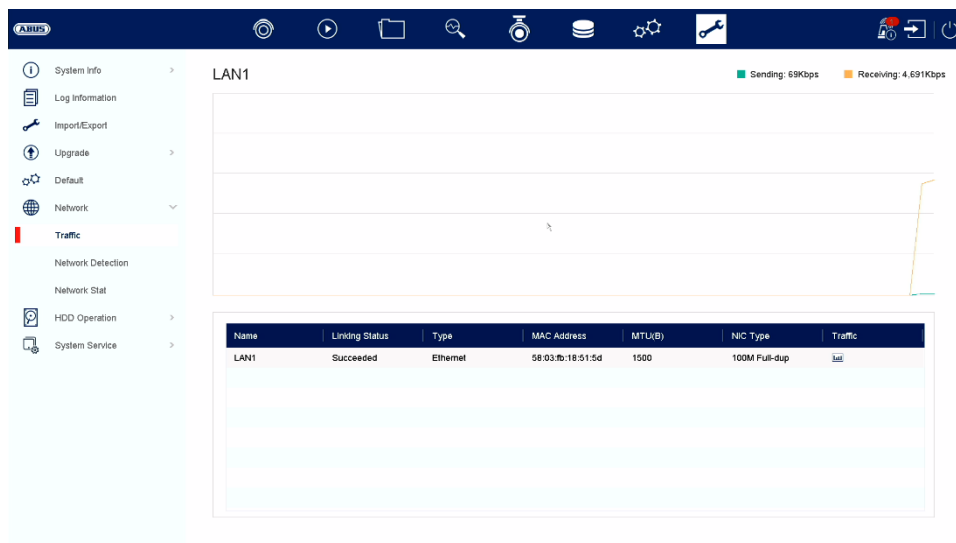 ABUS
System Info
Log Information
Import/Export
Upgrade
Default
Network
Traffic
Network Detection
Network Stat
HDD Operation
System Service
LAN1
Sending: 69Kbps
Receiving: 4,691Kbps
Name Linking Status Type MAC Address MTU(B) NIC Type Traffic
LAN1 Succeeded Ethernet 58:03:fb:18:51:5d 1500 100M Full-dup